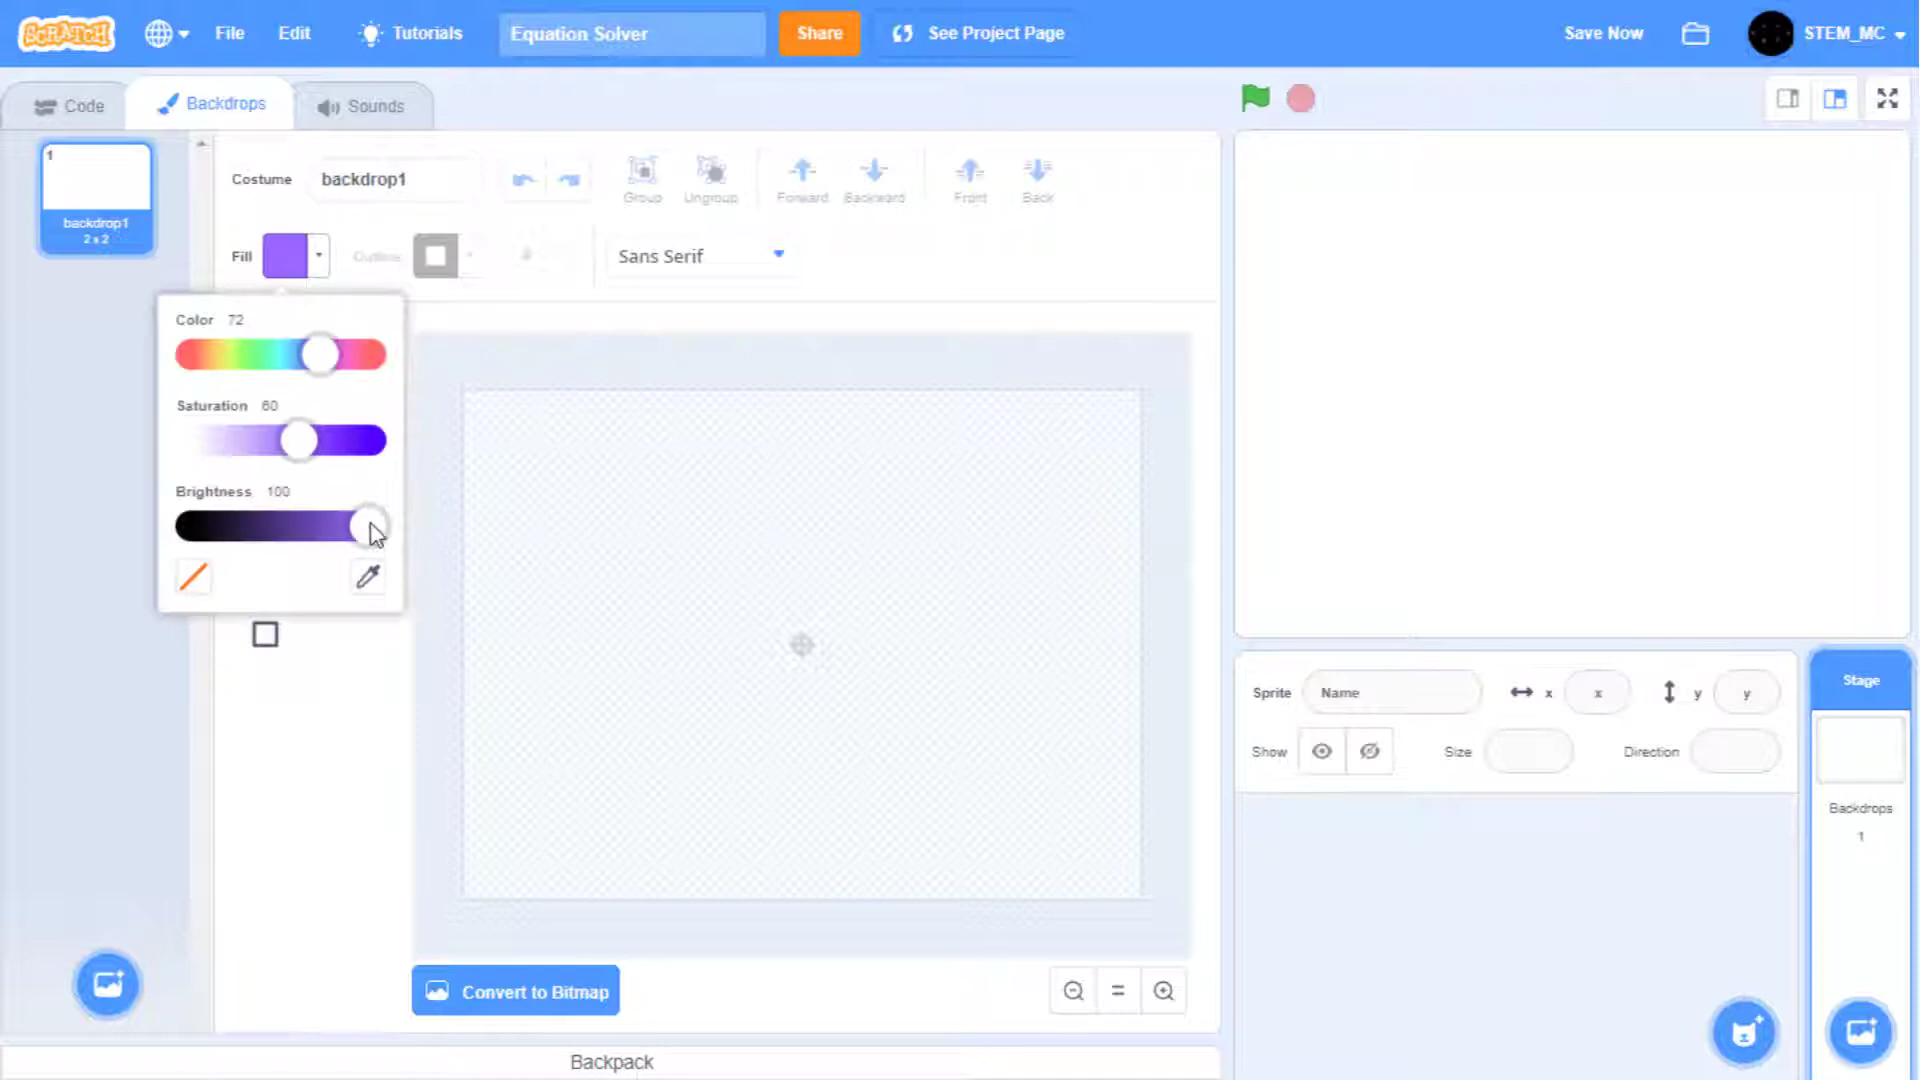 SCRATCH File Edit Tutorials Equation Solver Share See Project Page Save Now STEM_MC
Code Backdrops Sounds
1
backdrop1
2 x 2
Costume backdrop1 Group Ungroup Forward Backward Front Back
Fill Outline Sans Serif
Color 72
Saturation 60
Brightness 100
Convert to Bitmap
Backpack
Sprite Name x x y y
Show Size Direction
Stage
Backdrops
1